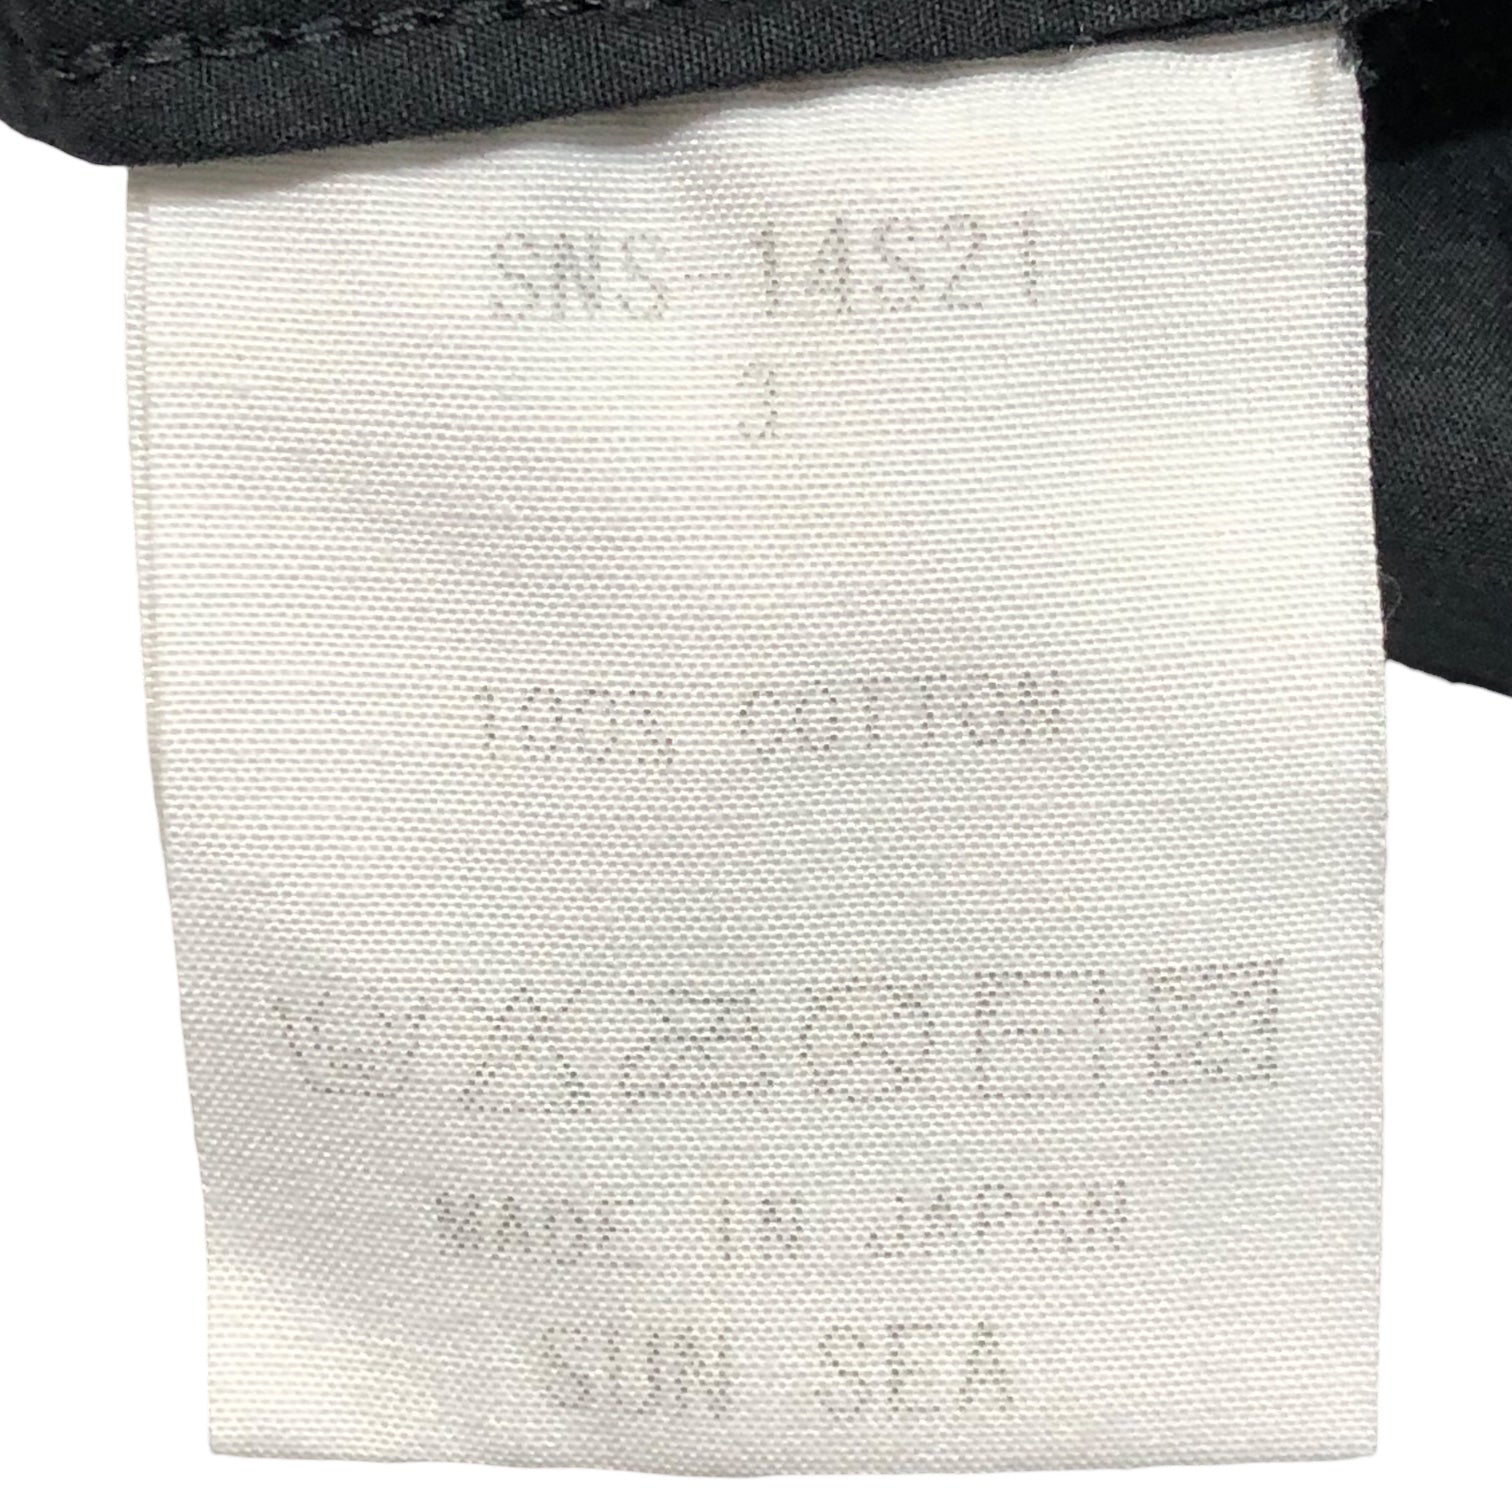 SNS-14S21
3
100% COTTON
MADE IN JAPAN
SUN SEA